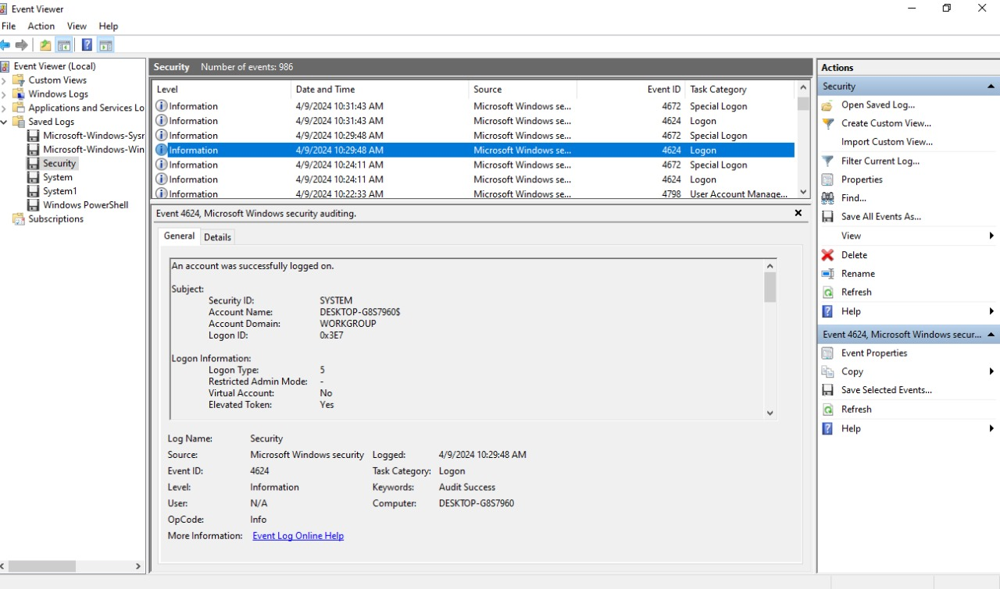 Event Viewer
File Action View Help
Event Viewer (Local)
Custom Views
Windows Logs
Applications and Services Lo
Saved Logs
Microsoft-Windows-Sysr
Microsoft-Windows-Win
Security
System
System1
Windows PowerShell
Subscriptions
Security Number of events: 986
Level Date and Time Source Event ID Task Category
Information 4/9/2024 10:31:43 AM Microsoft Windows se... 4672 Special Logon
Information 4/9/2024 10:31:43 AM Microsoft Windows se... 4624 Logon
Information 4/9/2024 10:29:48 AM Microsoft Windows se... 4672 Special Logon
Information 4/9/2024 10:29:48 AM Microsoft Windows se... 4624 Logon
Information 4/9/2024 10:24:11 AM Microsoft Windows se... 4672 Special Logon
Information 4/9/2024 10:24:11 AM Microsoft Windows se... 4624 Logon
Information 4/9/2024 10:22:33 AM Microsoft Windows se... 4798 User Account Manage...
Event 4624, Microsoft Windows security auditing.
General Details
An account was successfully logged on.
Subject:
Security ID: SYSTEM
Account Name: DESKTOP-G8S7960$
Account Domain: WORKGROUP
Logon ID: 0x3E7
Logon Information:
Logon Type: 5
Restricted Admin Mode: -
Virtual Account: No
Elevated Token: Yes
Log Name: Security
Source: Microsoft Windows security Logged: 4/9/2024 10:29:48 AM
Event ID: 4624 Task Category: Logon
Level: Information Keywords: Audit Success
User: N/A Computer: DESKTOP-G8S7960
OpCode: Info
More Information: Event Log Online Help
Actions
Security
Open Saved Log...
Create Custom View...
Import Custom View...
Filter Current Log...
Properties
Find...
Save All Events As...
View
Delete
Rename
Refresh
Help
Event 4624, Microsoft Windows secur...
Event Properties
Copy
Save Selected Events...
Refresh
Help